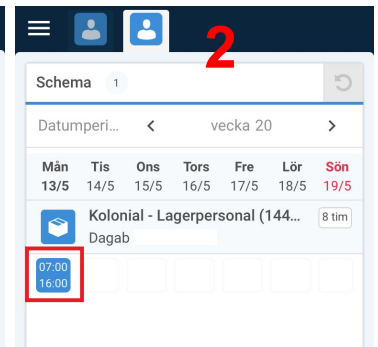 2
Schema 1
Datumperi... < vecka 20 >
Mån Tis Ons Tors Fre Lör Sön
13/5 14/5 15/5 16/5 17/5 18/5 19/5
Kolonial - Lagerpersonal (144... 8 tim
Dagab
07:00
16:00